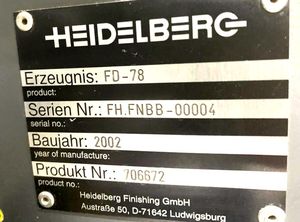 HEIDELBERG
Erzeugnis: FD-78
product:
Serien Nr.: FH.FNBB-00004
serial no.:
Baujahr: 2002
year of manufacture:
Produkt Nr.: 706672
product no.:
Heidelberg Finishing GmbH
Austraße 50, D-71642 Ludwigsburg